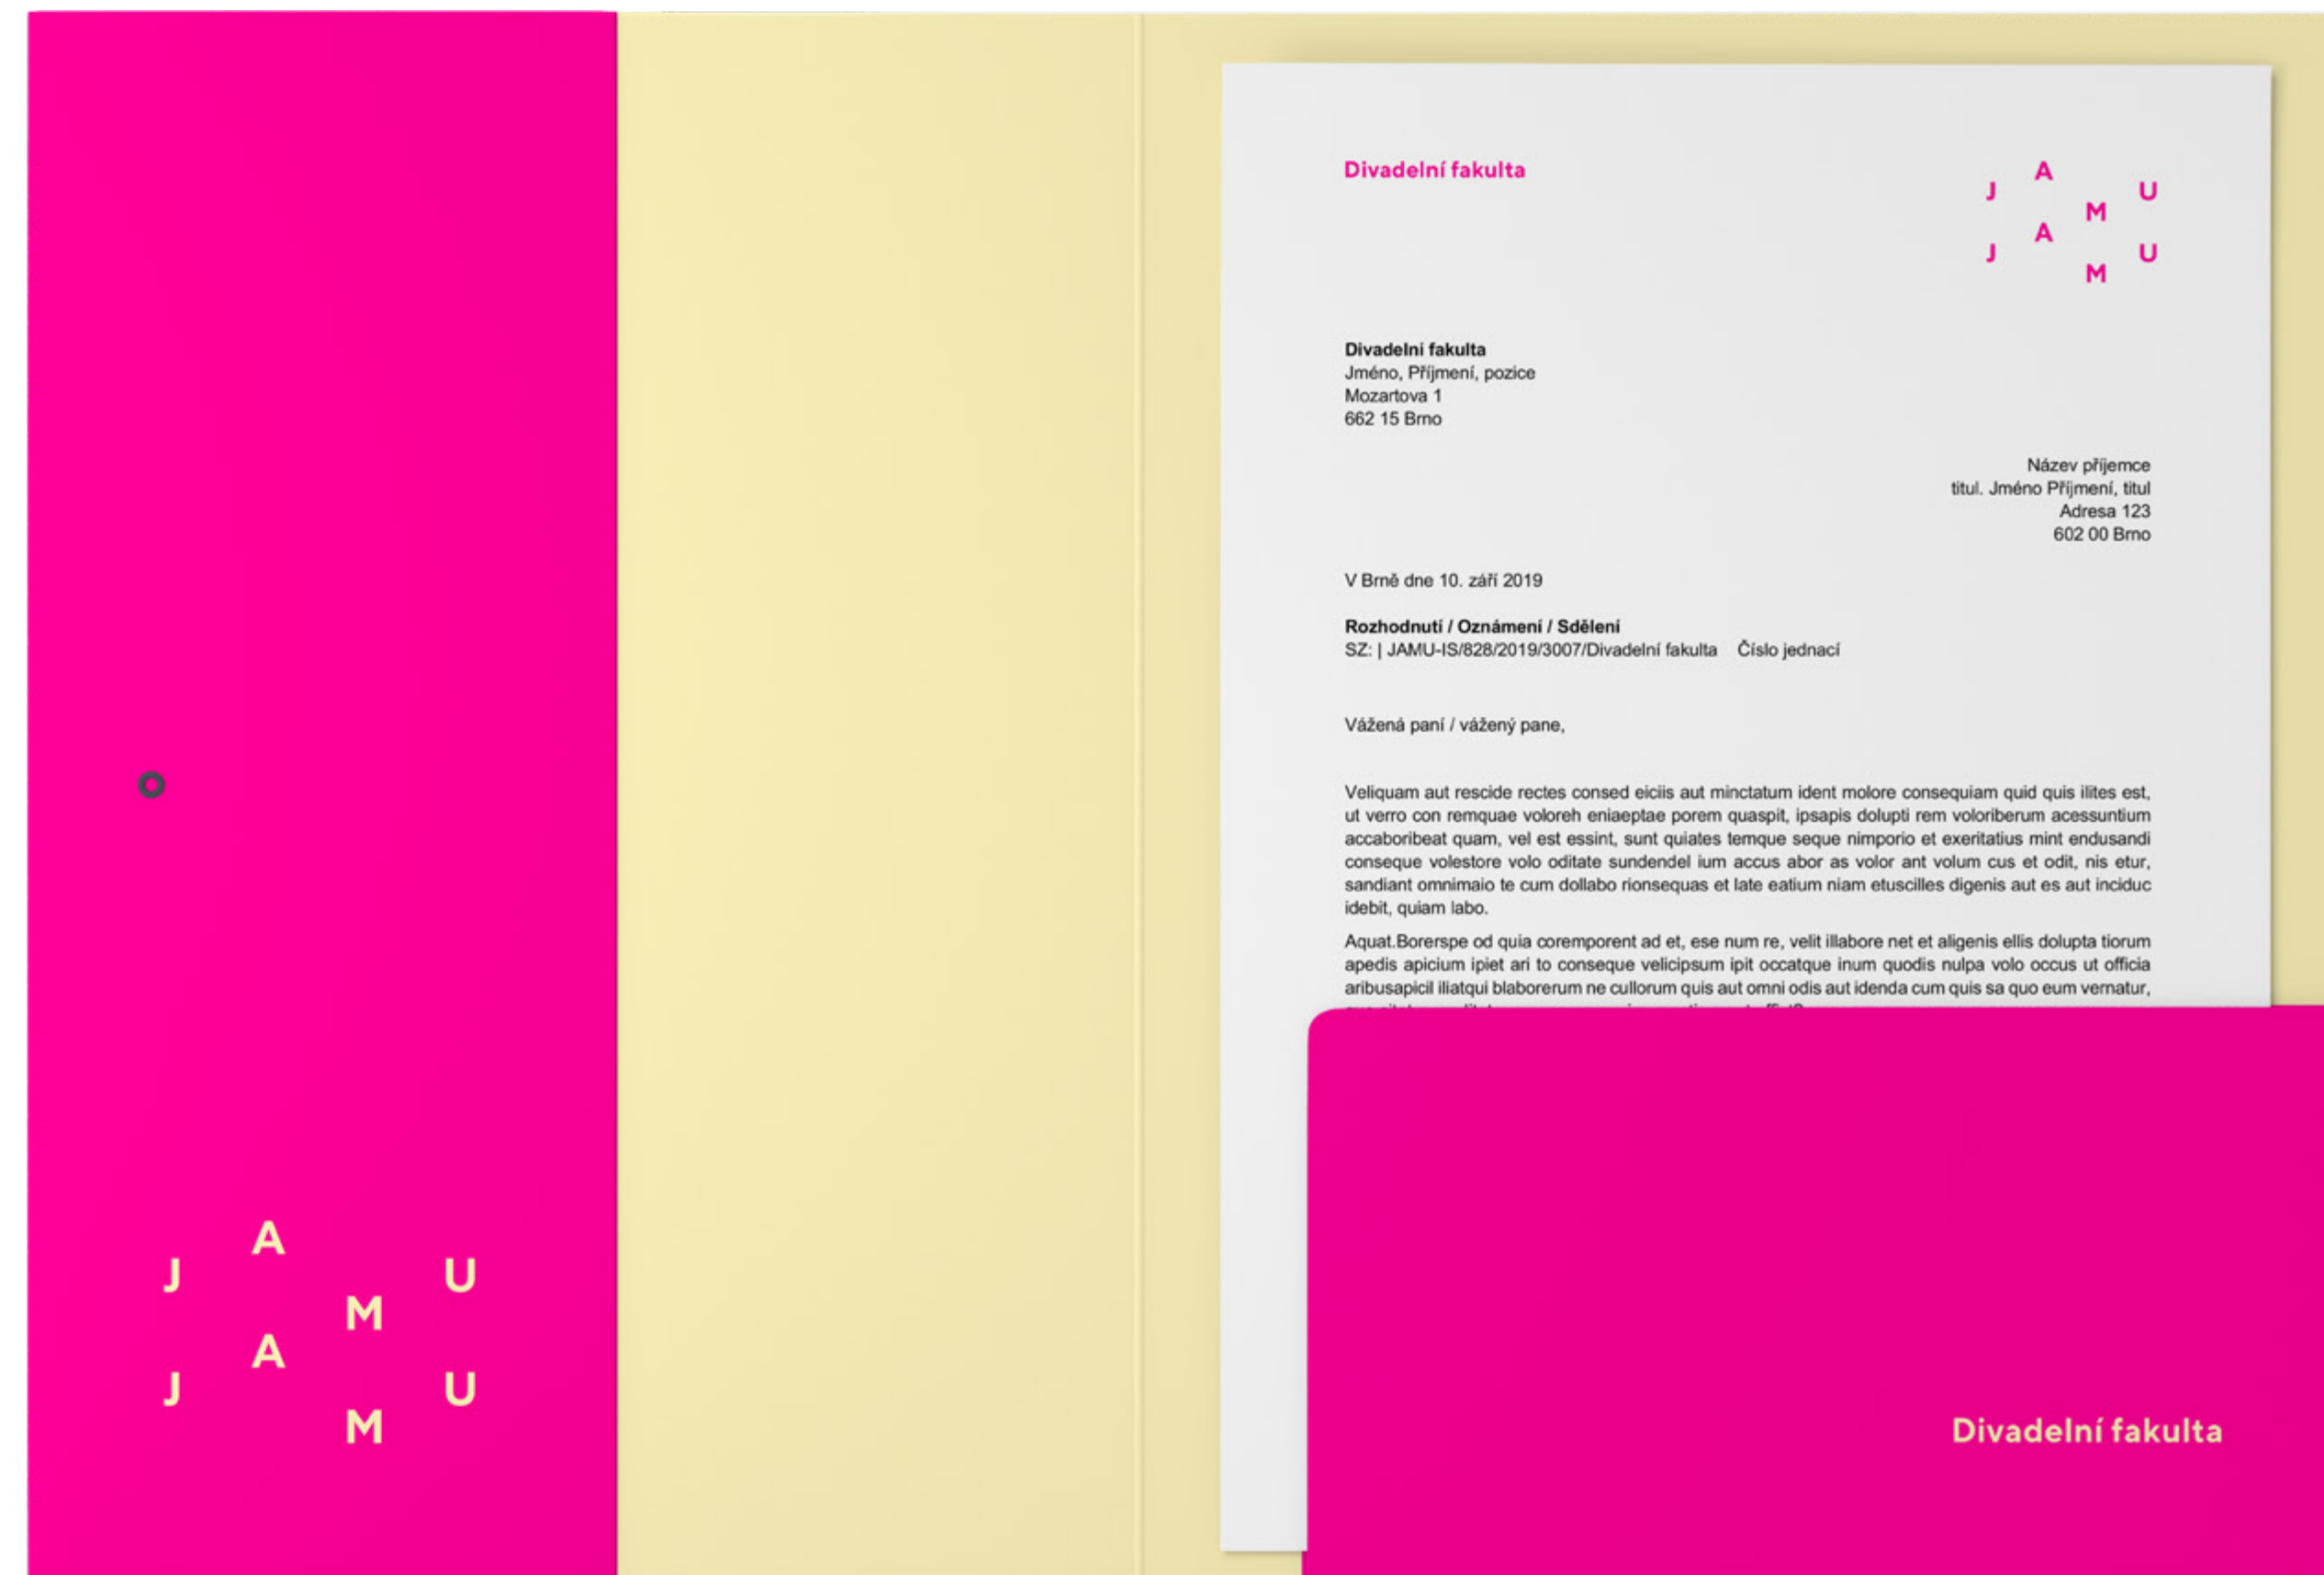 J A M U
J A M U
Divadelní fakulta
J A M U
J A M U
Divadelní fakulta
Jméno, Příjmení, pozice
Mozartova 1
662 15 Brno
Název příjemce
titul. Jméno Příjmení, titul
Adresa 123
602 00 Brno
V Brně dne 10. září 2019
Rozhodnutí / Oznámení / Sdělení
SZ: | JAMU-IS/828/2019/3007/Divadelní fakulta Číslo jednací
Vážená paní / vážený pane,
Veliquam aut rescide rectes consed eiciis aut minctatum ident molore consequiam quid quis ilites est,
ut verro con remquae voloreh eniaeptae porem quaspit, ipsapis dolupti rem voloriberum acessuntium
accaboribeat quam, vel est essint, sunt quiates temque seque nimporio et exeritatius mint endusandi
conseque volestore volo oditate sundendel ium accus abor as volor ant volum cus et odit, nis etur,
sandiant omnimaio te cum dollabo rionsequas et late eatium niam etuscilles digenis aut es aut inciduc
idebit, quiam labo.
Aquat.Borerspe od quia coremporent ad et, ese num re, velit illabore net et aligenis ellis dolupta tiorum
apedis apicium ipiet ari to conseque velicipsum ipit occatque inum quodis nulpa volo occus ut officia
aribusapicil iliatqui blaborerum ne cullorum quis aut omni odis aut idenda cum quis sa quo eum vernatur,
Divadelní fakulta